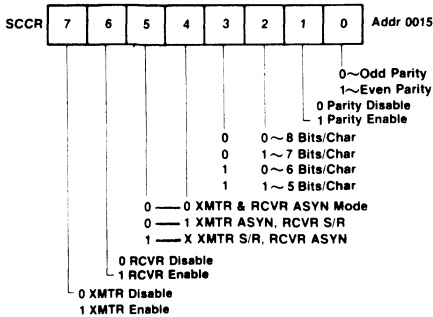 SCCR 7 6 5 4 3 2 1 0 Addr 0015
0~Odd Parity
1~Even Parity
0 Parity Disable
1 Parity Enable
0 0~8 Bits/Char
0 1~7 Bits/Char
1 0~6 Bits/Char
1 1~5 Bits/Char
0 — 0 XMTR & RCVR ASYN Mode
0 — 1 XMTR ASYN, RCVR S/R
1 — X XMTR S/R, RCVR ASYN
0 RCVR Disable
1 RCVR Enable
0 XMTR Disable
1 XMTR Enable